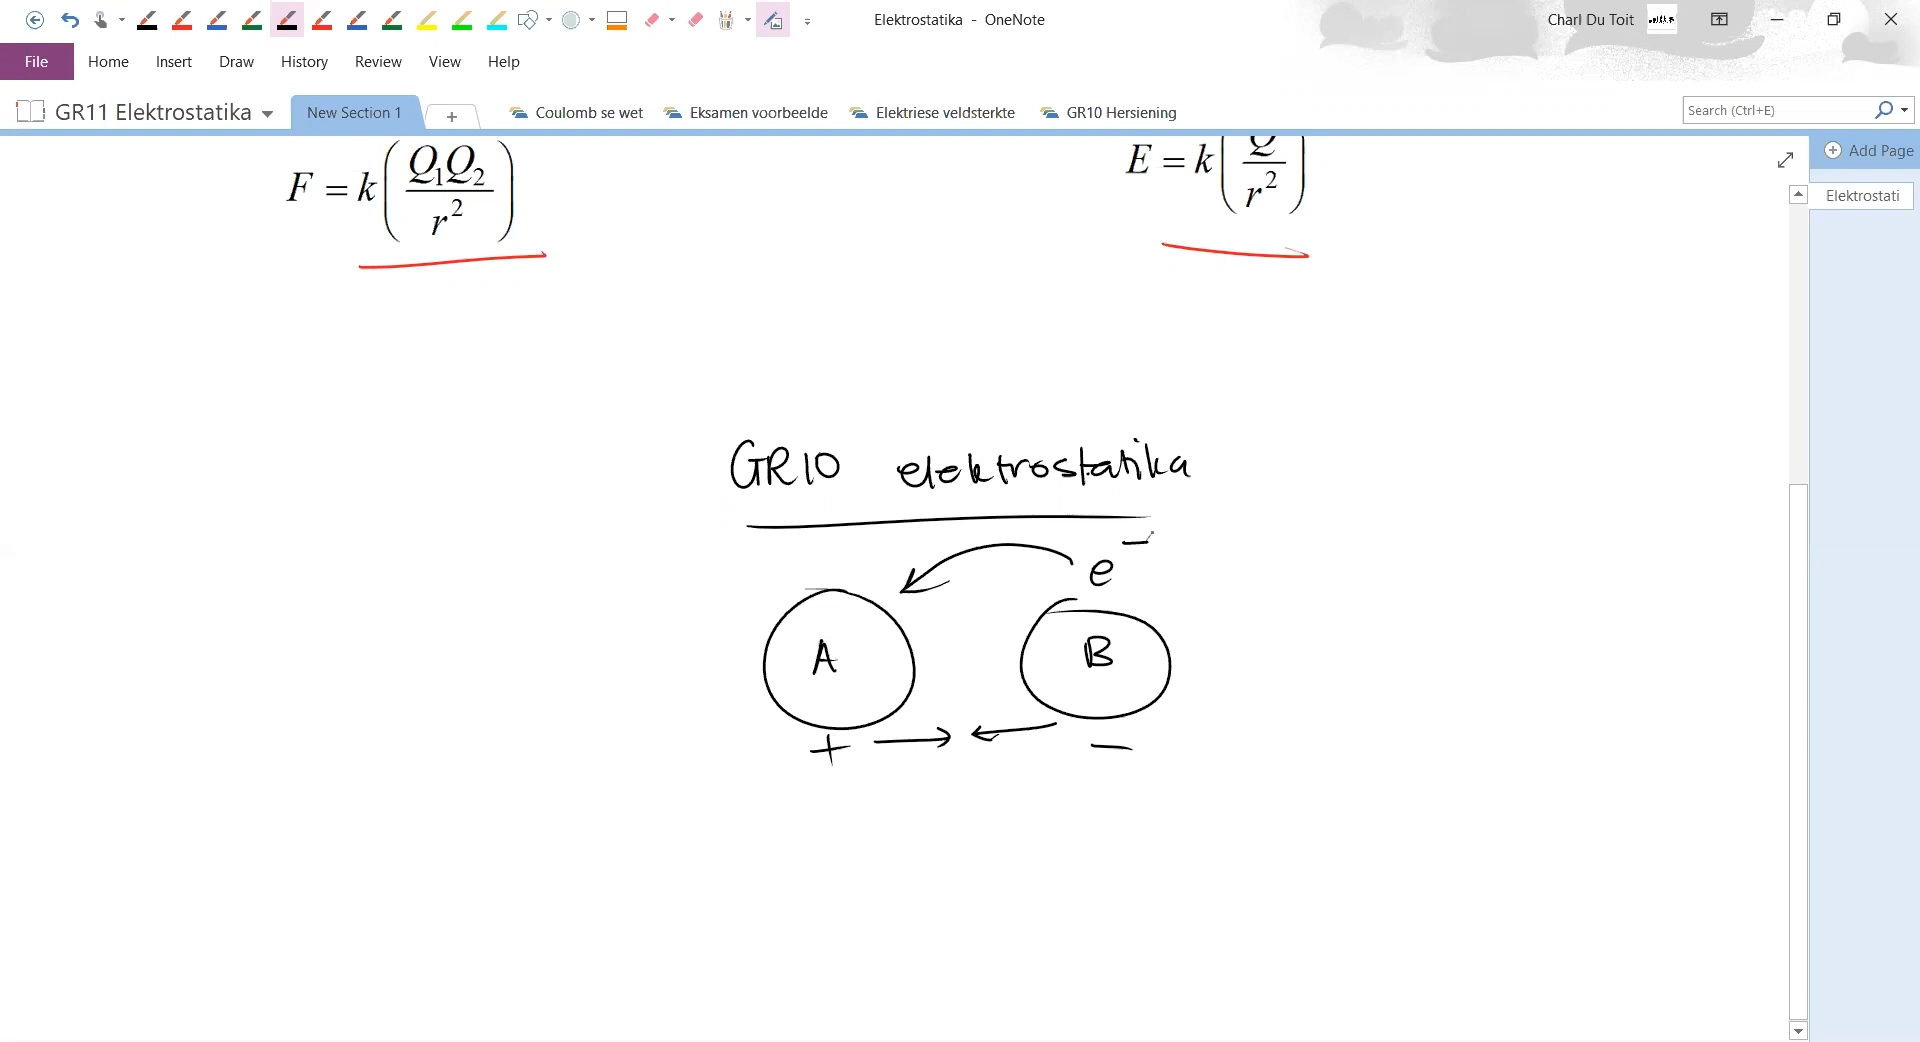 Elektrostatika - OneNote
Charl Du Toit
File Home Insert Draw History Review View Help
GR11 Elektrostatika New Section 1 + Coulomb se wet Eksamen voorbeelde Elektriese veldsterkte GR10 Hersiening
Search (Ctrl+E)
Add Page
Elektrostati
F = k(Q₁Q₂/r²)
E = k(Q/r²)
GR10 elektrostatika
e⁻
A B
+ → ← −